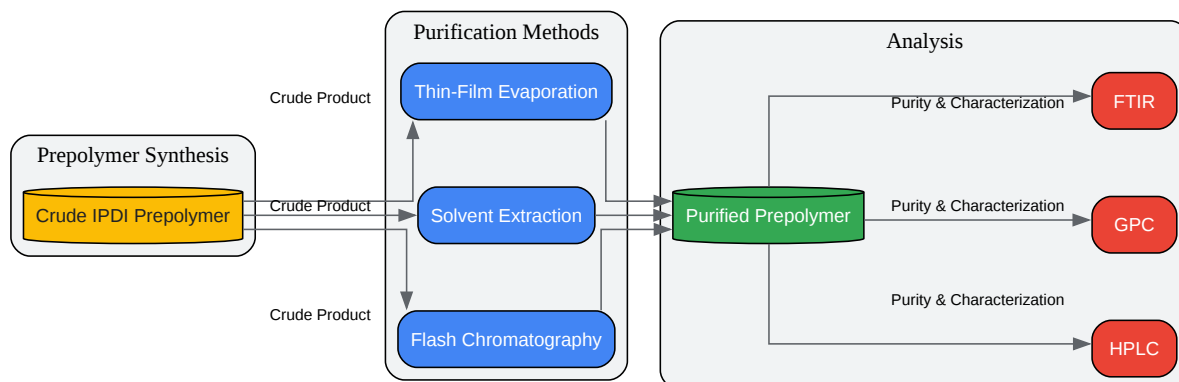 Prepolymer Synthesis
Crude IPDI Prepolymer
Crude Product
Crude Product
Crude Product
Purification Methods
Thin-Film Evaporation
Solvent Extraction
Flash Chromatography
Analysis
Purified Prepolymer
Purity & Characterization
FTIR
Purity & Characterization
GPC
Purity & Characterization
HPLC